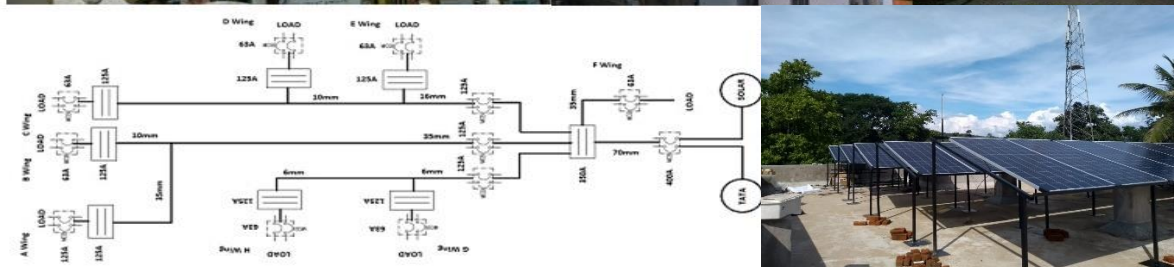 D Wing
LOAD
63A
125A
E Wing
LOAD
63A
125A
F Wing
63A
LOAD
35mm
SOLAR
TATA
400A
70mm
350A
125A
125A
125A
10mm
16mm
C Wing
LOAD
63A
125A
B Wing
LOAD
63A
125A
10mm
35mm
35mm
A Wing
LOAD
125A
125A
6mm
6mm
125A
63A
LOAD
H Wing
125A
63A
LOAD
G Wing